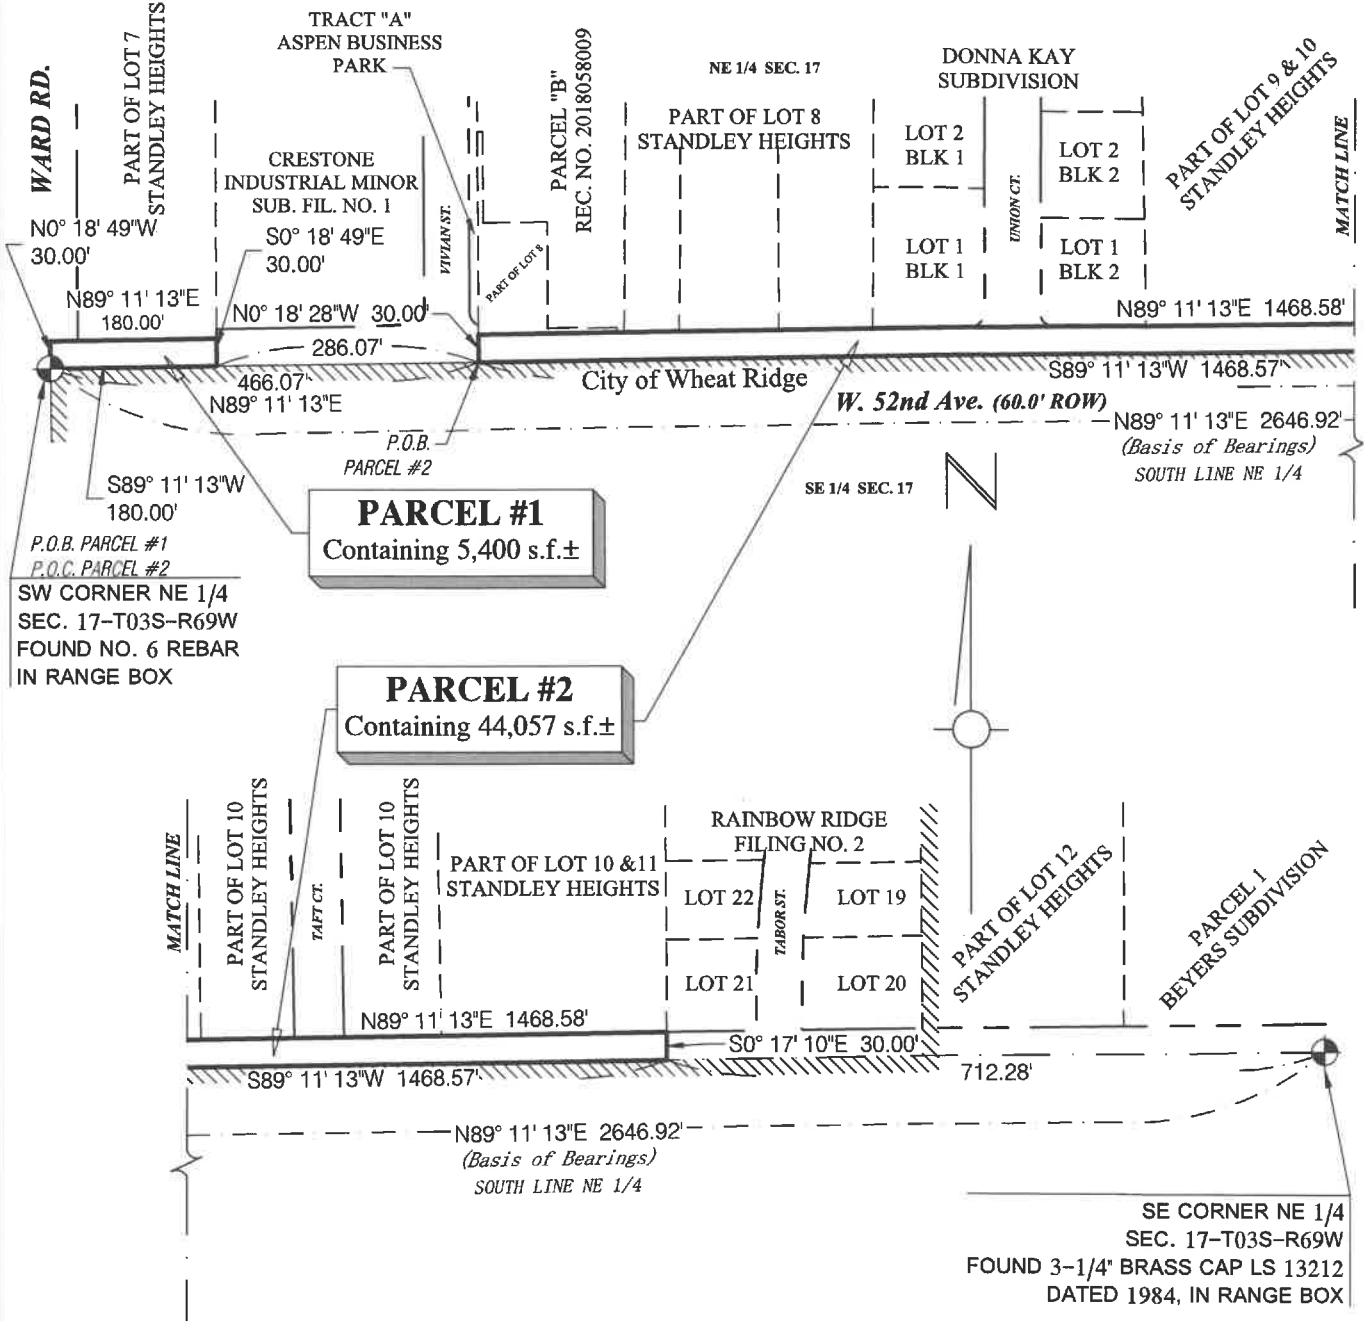 WARD RD.
PART OF LOT 7
STANDLEY HEIGHTS
TRACT "A"
ASPEN BUSINESS
PARK
CRESTONE
INDUSTRIAL MINOR
SUB. FIL. NO. 1
VIVIAN ST.
PART OF LOT 8
PARCEL "B"
REC. NO. 2018058009
NE 1/4 SEC. 17
PART OF LOT 8
STANDLEY HEIGHTS
DONNA KAY
SUBDIVISION
LOT 2
BLK 1
LOT 1
BLK 1
UNION CT.
LOT 2
BLK 2
LOT 1
BLK 2
PART OF LOT 9 & 10
STANDLEY HEIGHTS
MATCH LINE
N0° 18' 49"W
30.00'
S0° 18' 49"E
30.00'
N89° 11' 13"E
180.00'
N0° 18' 28"W 30.00'
N89° 11' 13"E 1468.58'
286.07'
466.07'
N89° 11' 13"E
City of Wheat Ridge
S89° 11' 13"W 1468.57'
W. 52nd Ave. (60.0' ROW)
N89° 11' 13"E 2646.92'
(Basis of Bearings)
SOUTH LINE NE 1/4
P.O.B.
PARCEL #2
SE 1/4 SEC. 17
N
S89° 11' 13"W
180.00'
P.O.B. PARCEL #1
P.O.C. PARCEL #2
SW CORNER NE 1/4
SEC. 17-T03S-R69W
FOUND NO. 6 REBAR
IN RANGE BOX
PARCEL #1
Containing 5,400 s.f.±
PARCEL #2
Containing 44,057 s.f.±
MATCH LINE
PART OF LOT 10
STANDLEY HEIGHTS
TAFT CT.
PART OF LOT 10
STANDLEY HEIGHTS
PART OF LOT 10 &11
STANDLEY HEIGHTS
RAINBOW RIDGE
FILING NO. 2
LOT 22
LOT 21
TABOR ST.
LOT 19
LOT 20
PART OF LOT 12
STANDLEY HEIGHTS
PARCEL 1
BEYERS SUBDIVISION
N89° 11' 13"E 1468.58'
S0° 17' 10"E 30.00'
S89° 11' 13"W 1468.57'
712.28'
N89° 11' 13"E 2646.92'
(Basis of Bearings)
SOUTH LINE NE 1/4
SE CORNER NE 1/4
SEC. 17-T03S-R69W
FOUND 3-1/4" BRASS CAP LS 13212
DATED 1984, IN RANGE BOX